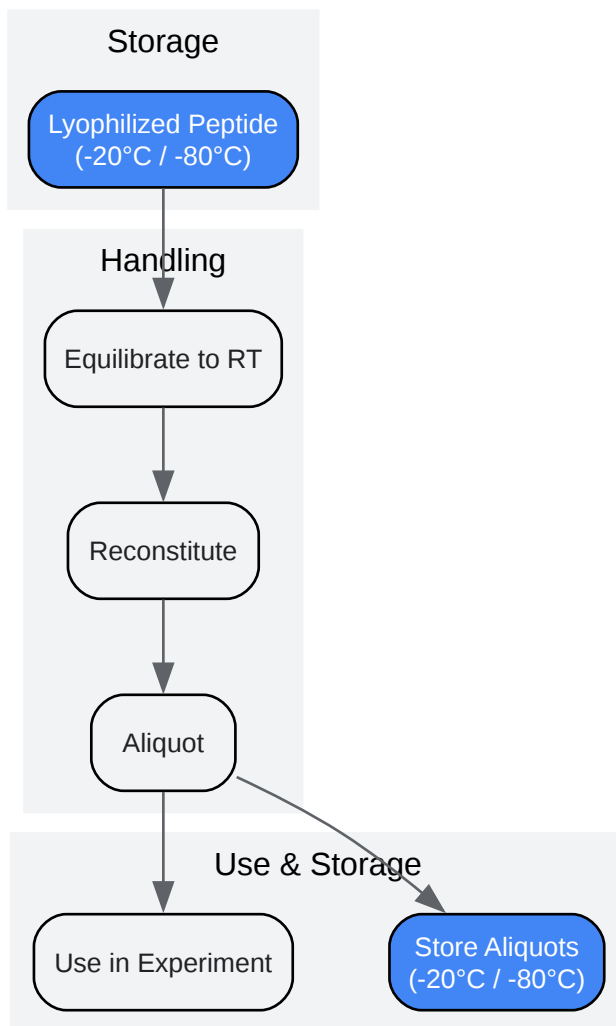 Storage
Lyophilized Peptide
(-20°C / -80°C)
Handling
Equilibrate to RT
Reconstitute
Aliquot
Use & Storage
Use in Experiment
Store Aliquots
(-20°C / -80°C)